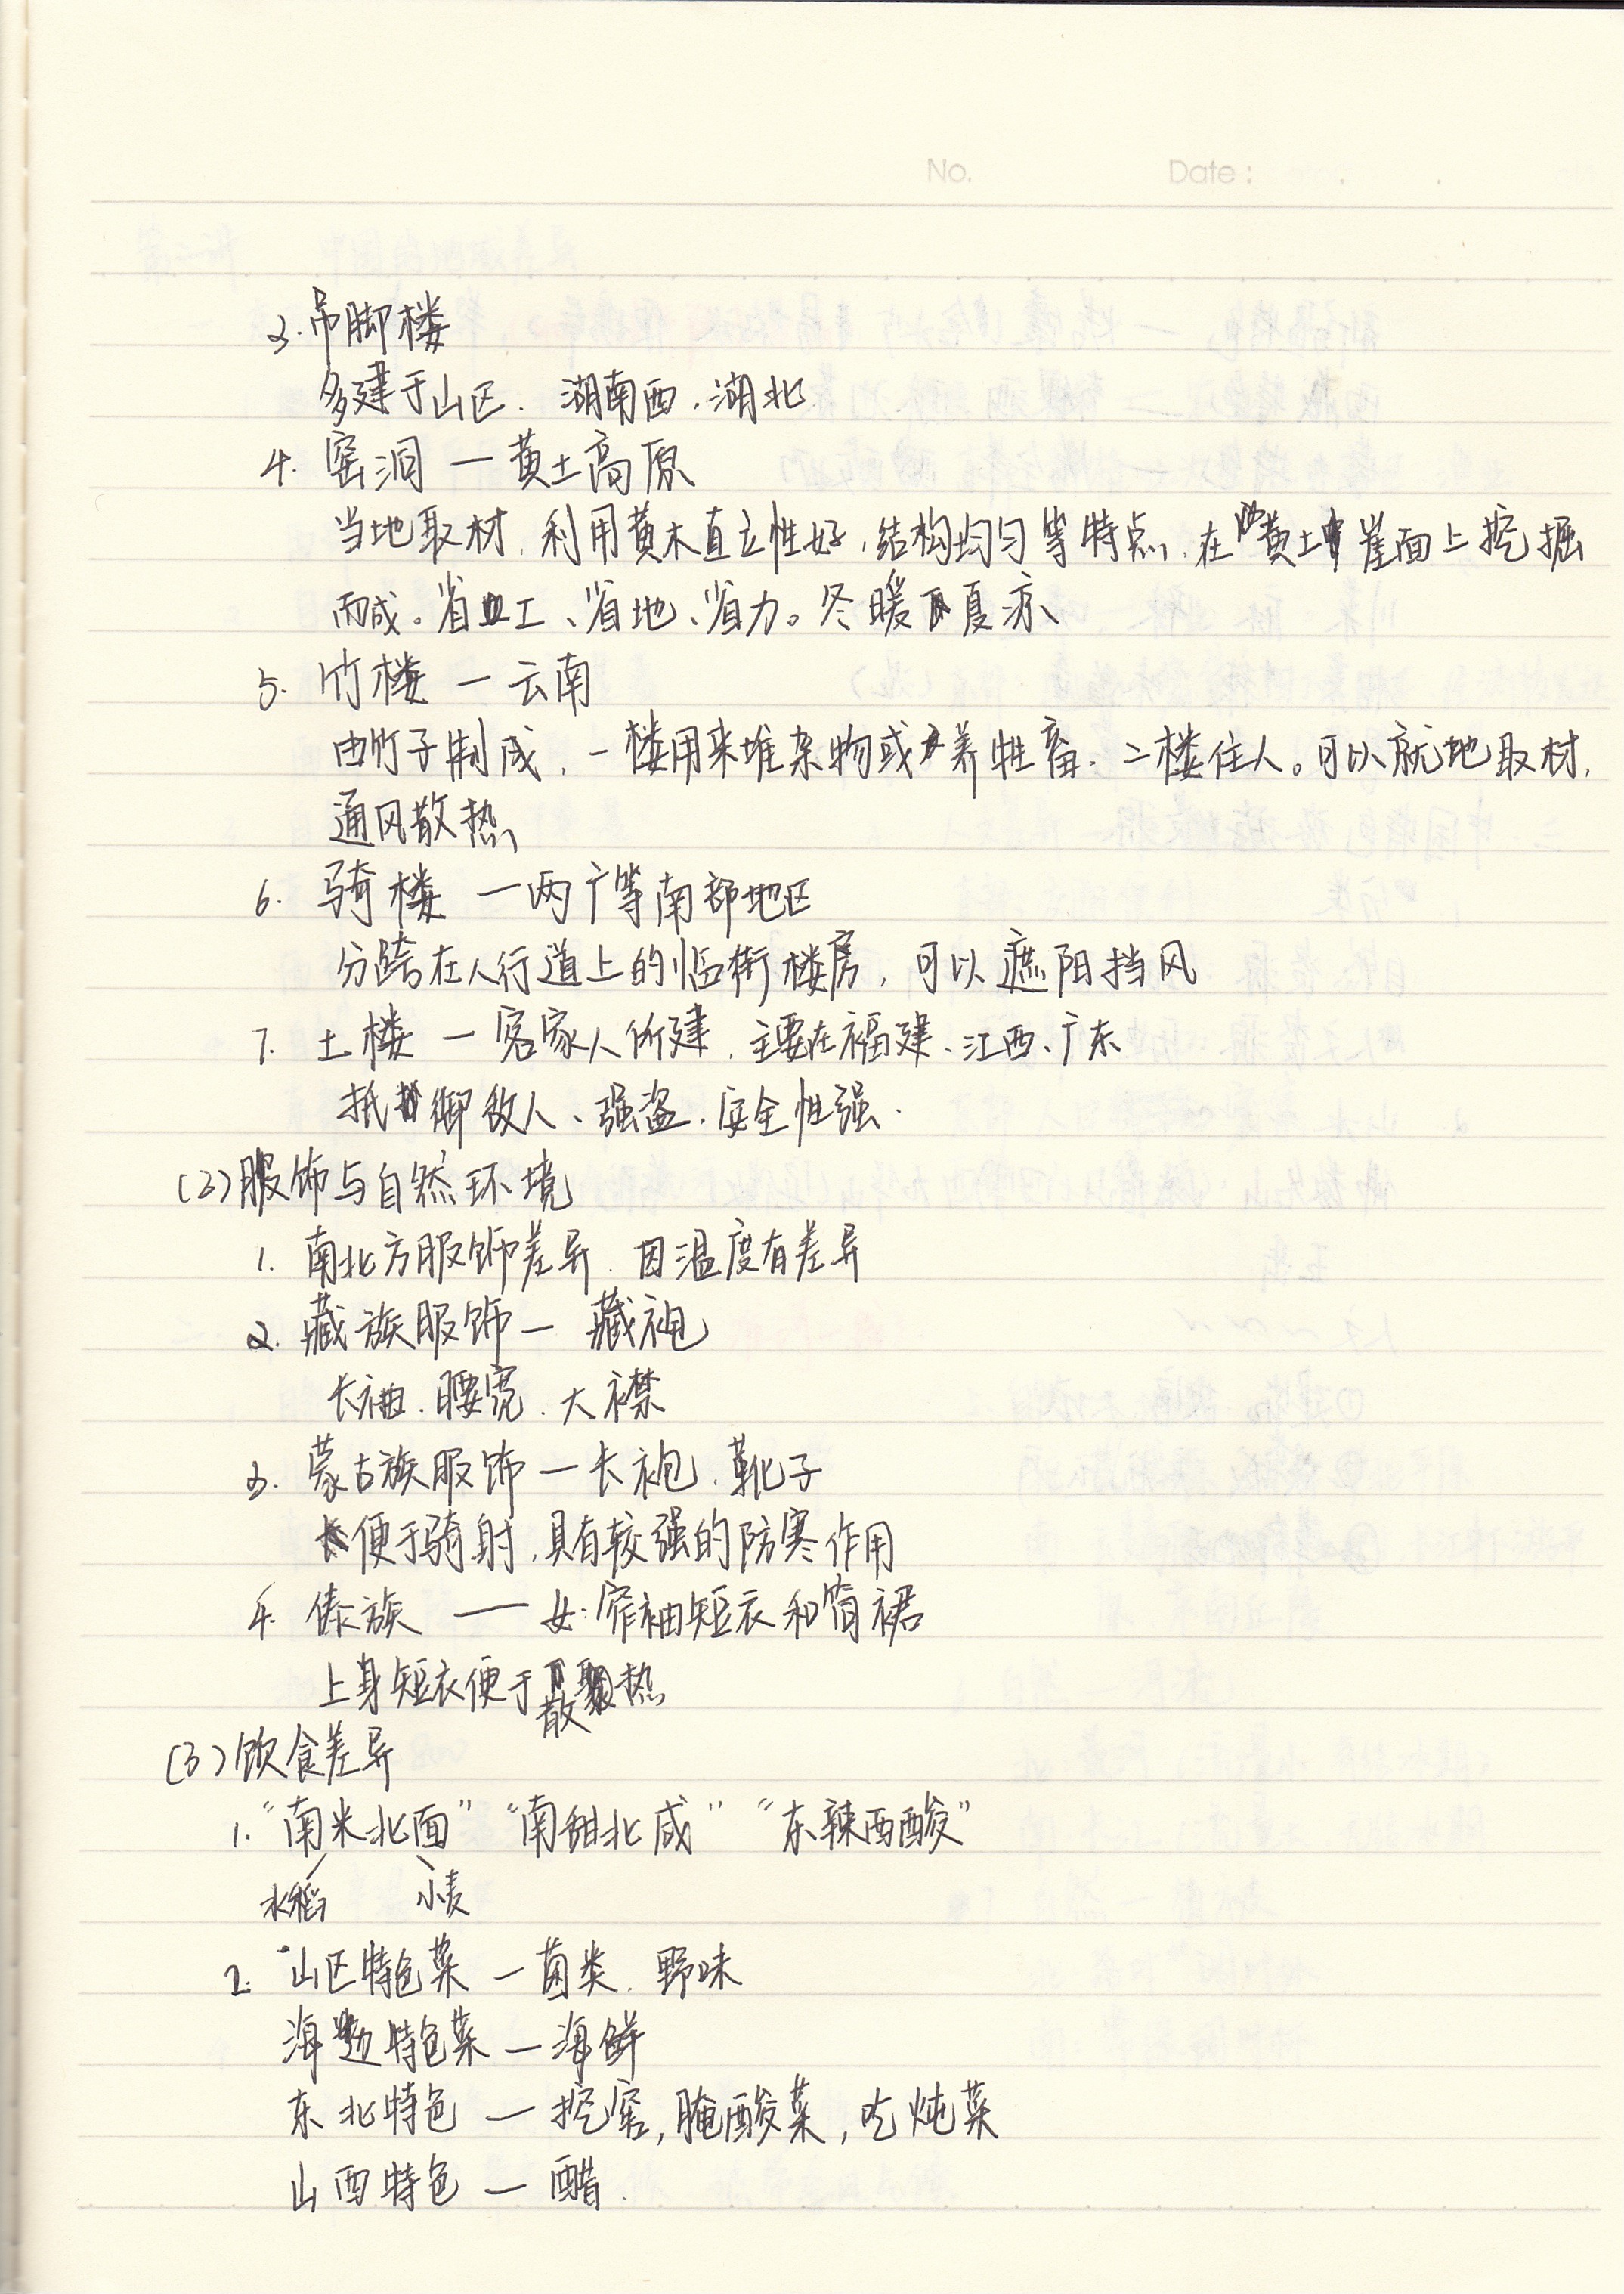 No.    Date:
3. 吊脚楼
多建于山区. 湖南西, 湖北
4. 窑洞 — 黄土高原
当地取材, 利用黄木直立性好, 结构均匀等特点, 在黄土崖面上挖掘
而成。省工、省地、省力。冬暖夏凉
5. 竹楼 — 云南
由竹子制成, 一楼用来堆杂物或养牲畜. 二楼住人。可以就地取材,
通风散热
6. 骑楼 — 两广等南部地区
分跨在人行道上的临街楼房, 可以遮阳挡风
7. 土楼 — 客家人所建, 主要在福建、江西、广东
抵御敌人、强盗, 安全性强.
(2) 服饰与自然环境
1. 南北方服饰差异. 因温度有差异
2. 藏族服饰 — 藏袍
长袖. 腰宽. 大襟
3. 蒙古族服饰 — 长袍. 靴子
便于骑射, 具有较强的防寒作用
4. 傣族 — 女: 窄袖短衣和筒裙
上身短衣便于散热
(3) 饮食差异
1. “南米北面” “南甜北咸” “东辣西酸”
水稻 小麦
2. 山区特色菜 — 菌类. 野味
海边特色菜 — 海鲜
东北特色 — 挖窖, 腌酸菜, 吃炖菜
山西特色 — 醋.